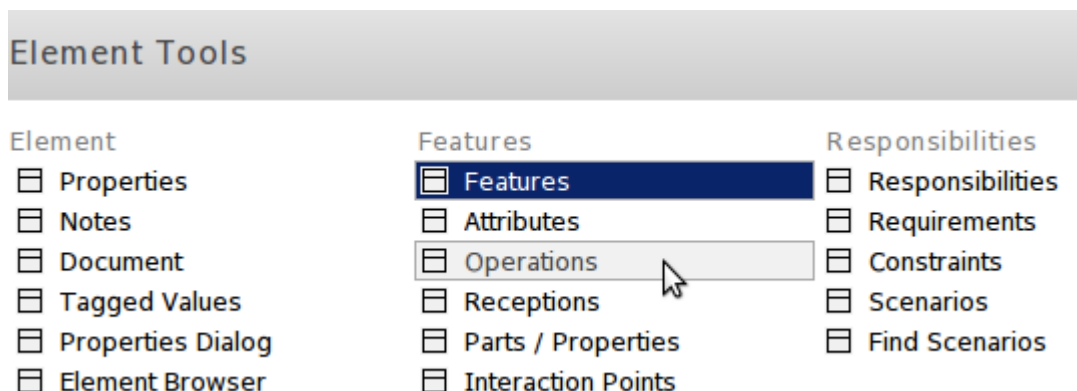 Element Tools
Element
Properties
Notes
Document
Tagged Values
Properties Dialog
Element Browser
Features
Features
Attributes
Operations
Receptions
Parts / Properties
Interaction Points
Responsibilities
Responsibilities
Requirements
Constraints
Scenarios
Find Scenarios